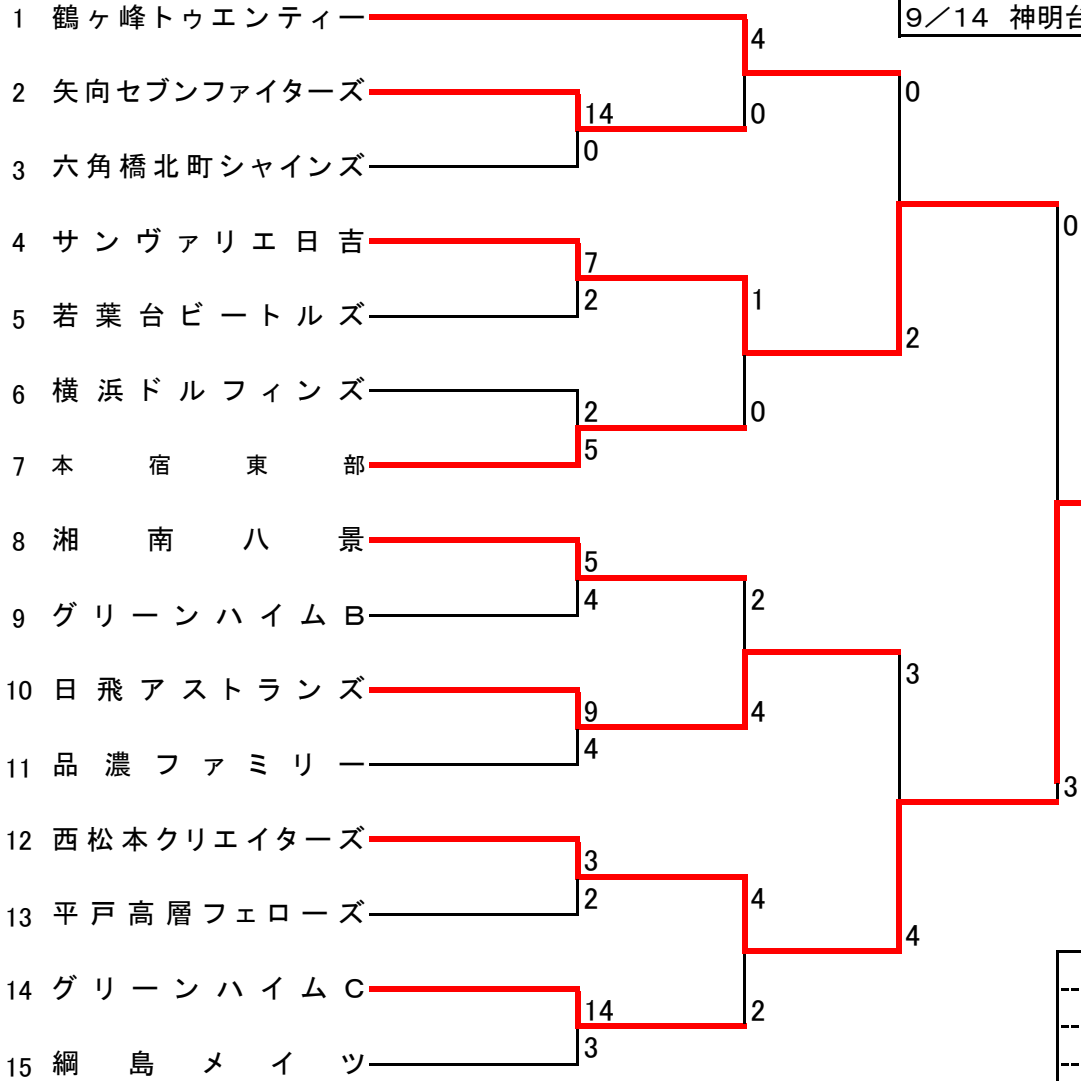 1 鶴ヶ峰トゥエンティー
9／14 神明台
4
2 矢向セブンファイターズ
0
14
0
0
3 六角橋北町シャインズ
0
4 サンヴァリエ日吉
7
2
1
5 若葉台ビートルズ
2
6 横浜ドルフィンズ
2
0
5
7 本宿東部
8 湘南八景
5
4
2
9 グリーンハイムＢ
3
10 日飛アストランズ
9
4
4
11 品濃ファミリー
3
12 西松本クリエイターズ
3
2
4
13 平戸高層フェローズ
4
14 グリーンハイムＣ
14
2
3
15 綱島メイツ